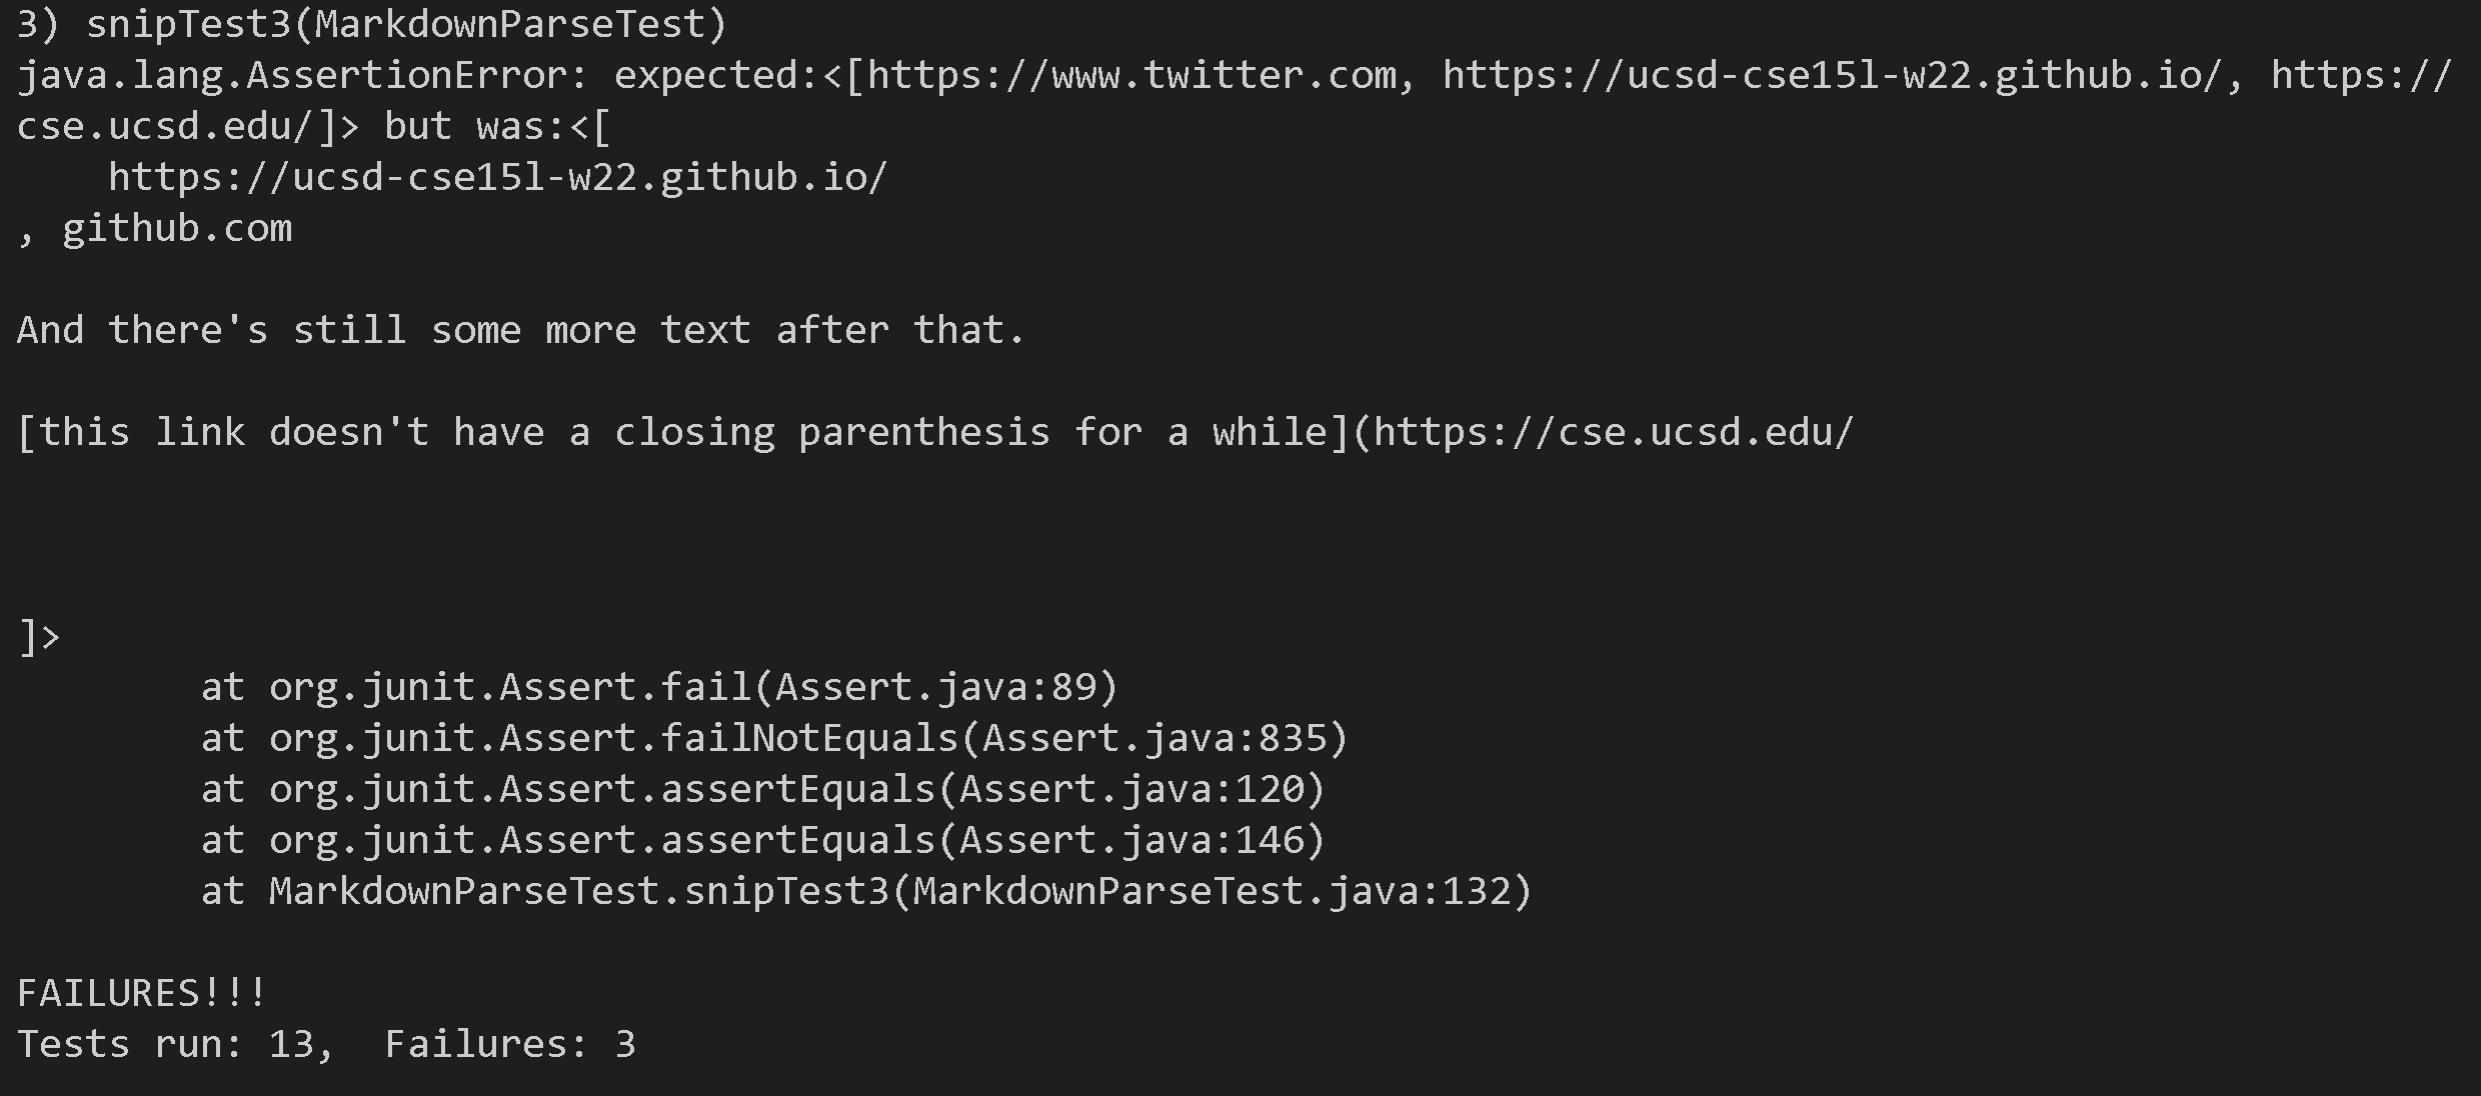 3) snipTest3(MarkdownParseTest)
java.lang.AssertionError: expected:<[https://www.twitter.com, https://ucsd-cse15l-w22.github.io/, https://
cse.ucsd.edu/]> but was:<[
    https://ucsd-cse15l-w22.github.io/
, github.com

And there's still some more text after that.

[this link doesn't have a closing parenthesis for a while](https://cse.ucsd.edu/



]>
        at org.junit.Assert.fail(Assert.java:89)
        at org.junit.Assert.failNotEquals(Assert.java:835)
        at org.junit.Assert.assertEquals(Assert.java:120)
        at org.junit.Assert.assertEquals(Assert.java:146)
        at MarkdownParseTest.snipTest3(MarkdownParseTest.java:132)

FAILURES!!!
Tests run: 13,  Failures: 3